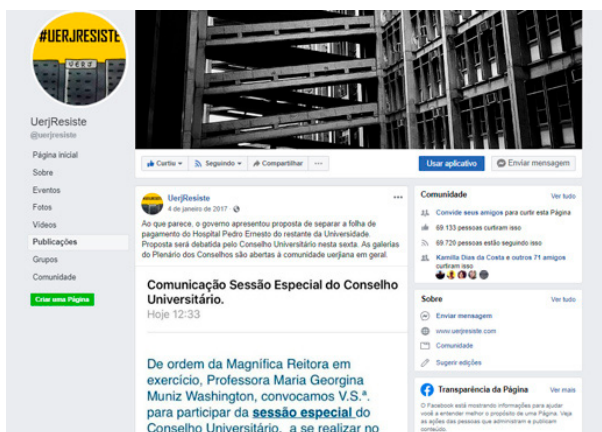 #UERJRESISTE
UERJ
UerjResiste
@uerjresiste
Página inicial
Sobre
Eventos
Fotos
Vídeos
Publicações
Grupos
Comunidade
Criar uma Página
Curtiu
Seguindo
Compartilhar
Usar aplicativo
Enviar mensagem
UerjResiste
4 de janeiro de 2017
Ao que parece, o governo apresentou proposta de separar a folha de
pagamento do Hospital Pedro Ernesto do restante da Universidade.
Proposta será debatida pelo Conselho Universitário nesta sexta. As galerias
do Plenário dos Conselhos são abertas à comunidade uerjiana em geral.
Comunicação Sessão Especial do Conselho
Universitário.
Hoje 12:33
De ordem da Magnífica Reitora em
exercício, Professora Maria Georgina
Muniz Washington, convocamos V.S.ª.
para participar da sessão especial do
Conselho Universitário, a se realizar no
Comunidade Ver tudo
Convide seus amigos para curtir esta Página
69.133 pessoas curtiram isso
69.720 pessoas estão seguindo isso
Kamilla Dias da Costa e outros 71 amigos
curtiram isso
Sobre Ver tudo
Enviar mensagem
www.uerjresiste.com
Comunidade
Sugerir edições
Transparência da Página Ver mais
O Facebook está mostrando informações para ajudar
você a entender melhor o propósito de uma Página. Veja
as ações das pessoas que administram e publicam
conteúdo.